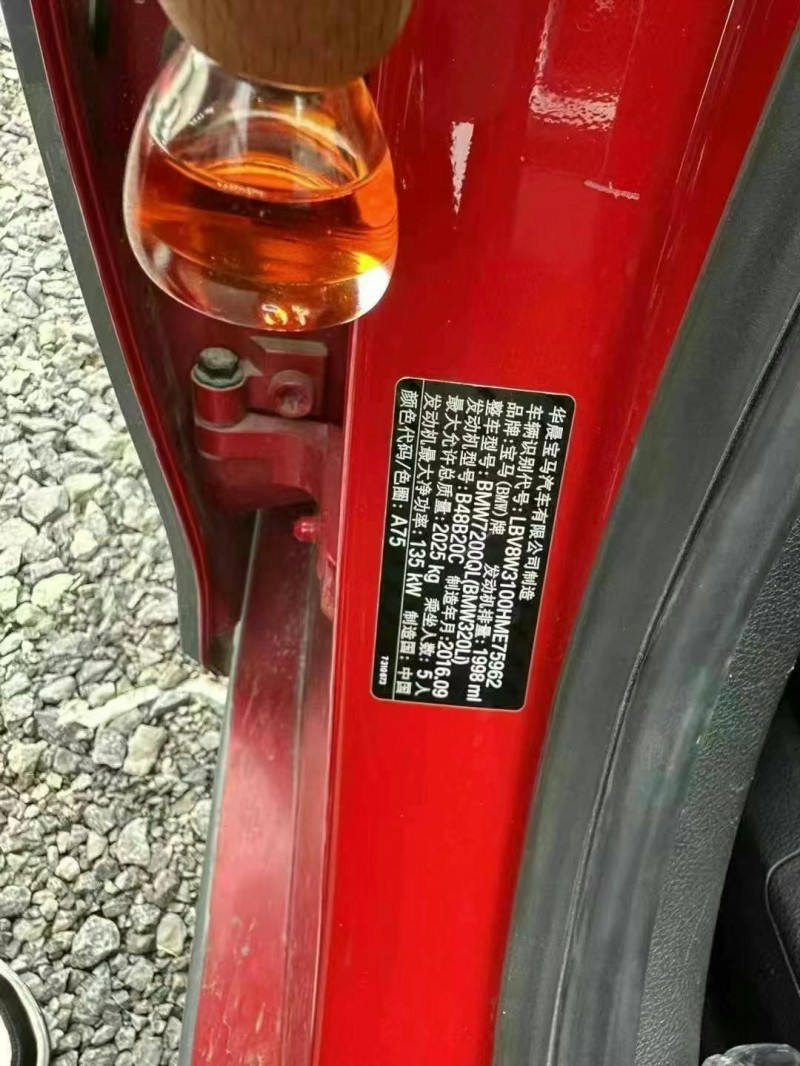 华晨宝马汽车有限公司制造
车辆识别代号: LBV8W3100HME75962
品牌: 宝马(BMW)牌 发动机排量: 1998 ml
整车型号: BMW7200QL(BMW320Li)
发动机型号: B48B20C 制造年月: 2016.09
最大允许总质量: 2025 kg 乘坐人数: 5人
发动机最大净功率: 135 kW 制造国: 中国
颜色代码/色圈: A75